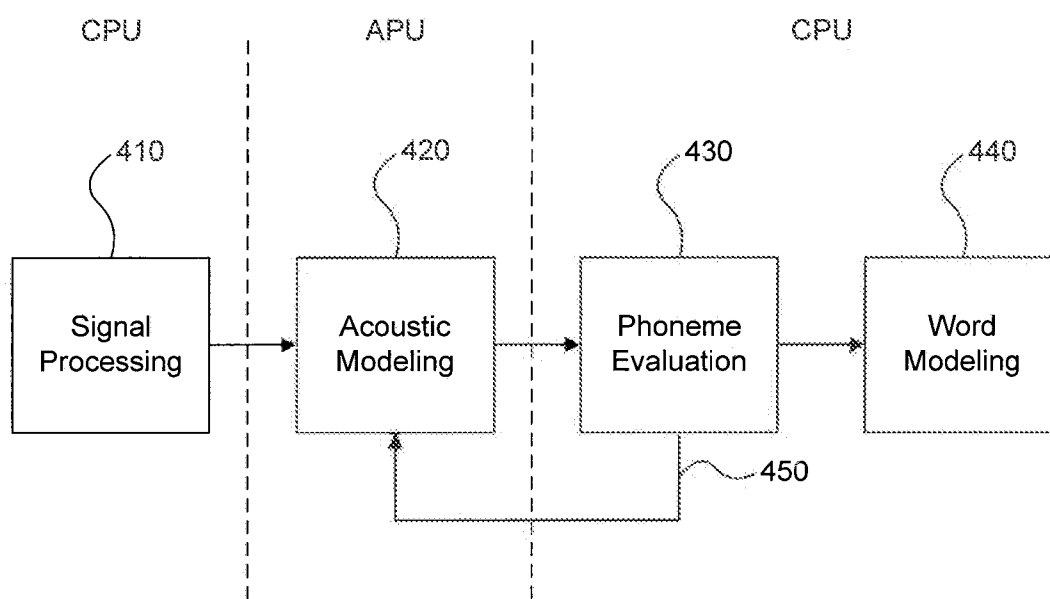 CPU APU CPU
410 420 430 440
Signal Processing
Acoustic Modeling
Phoneme Evaluation
Word Modeling
450